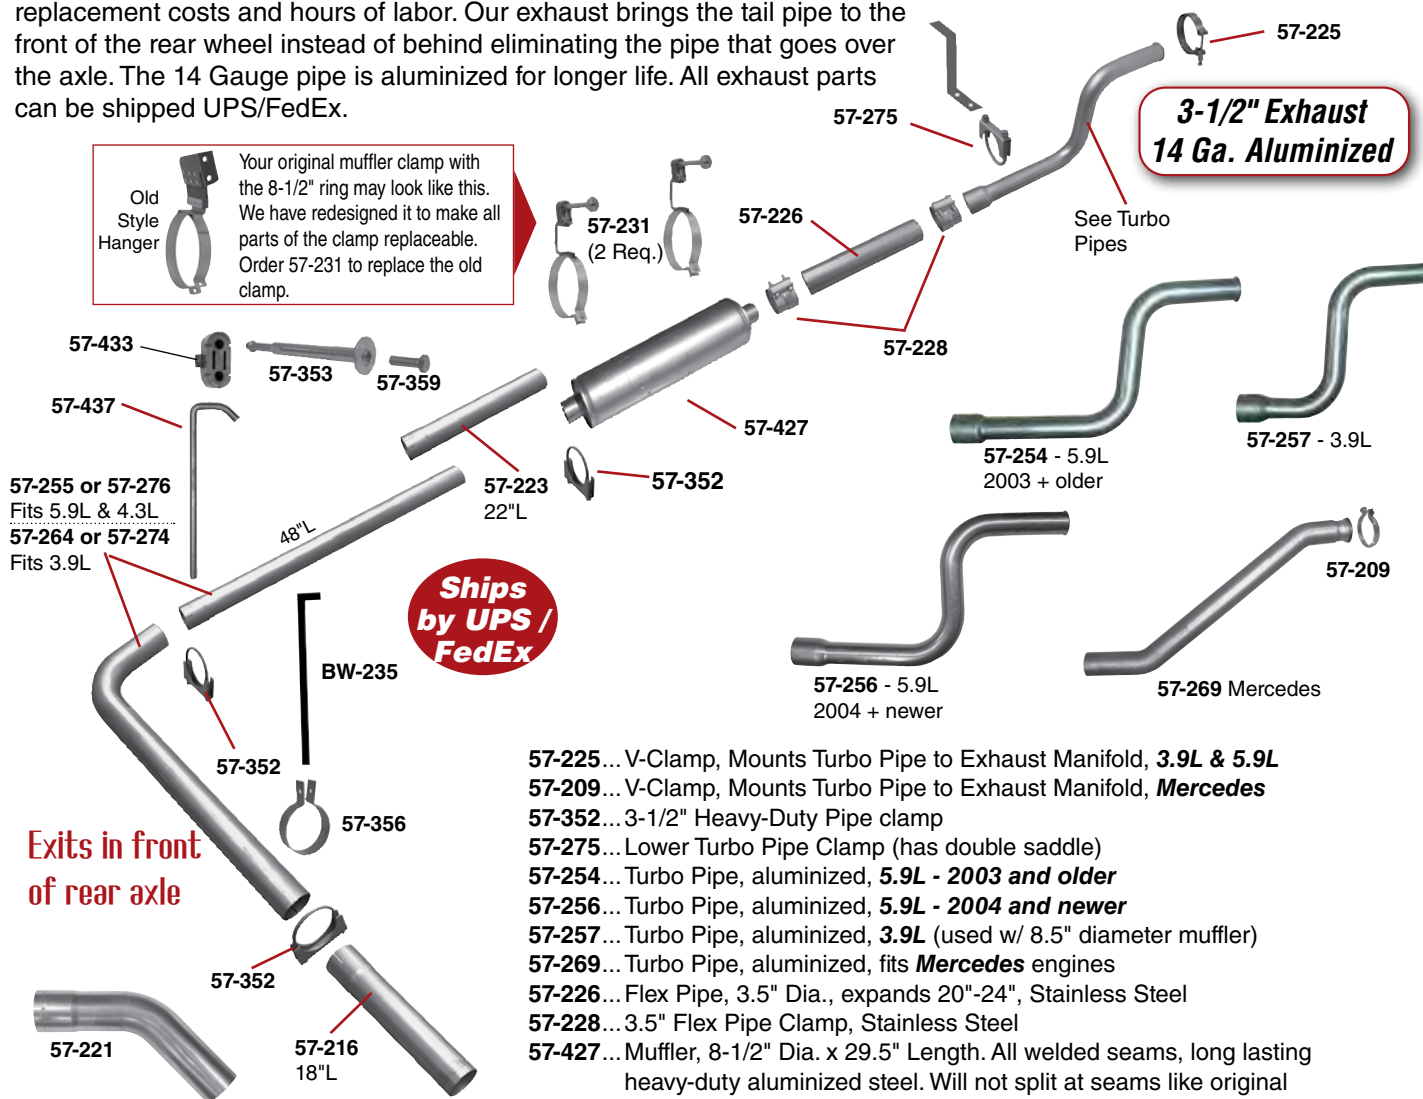 replacement costs and hours of labor. Our exhaust brings the tail pipe to the
front of the rear wheel instead of behind eliminating the pipe that goes over
the axle. The 14 Gauge pipe is aluminized for longer life. All exhaust parts
can be shipped UPS/FedEx.
57-225
3-1/2" Exhaust
14 Ga. Aluminized
57-275
See Turbo
Pipes
Old
Style
Hanger
Your original muffler clamp with
the 8-1/2" ring may look like this.
We have redesigned it to make all
parts of the clamp replaceable.
Order 57-231 to replace the old
clamp.
57-231
(2 Req.)
57-226
57-228
57-433
57-353
57-359
57-437
57-427
57-254 - 5.9L
2003 + older
57-257 - 3.9L
57-255 or 57-276
Fits 5.9L & 4.3L
57-264 or 57-274
Fits 3.9L
48"L
57-223
22"L
57-352
Ships
by UPS /
FedEx
57-209
BW-235
57-256 - 5.9L
2004 + newer
57-269 Mercedes
57-352
57-356
Exits in front
of rear axle
57-352
57-221
57-216
18"L
57-225... V-Clamp, Mounts Turbo Pipe to Exhaust Manifold, 3.9L & 5.9L
57-209... V-Clamp, Mounts Turbo Pipe to Exhaust Manifold, Mercedes
57-352... 3-1/2" Heavy-Duty Pipe clamp
57-275... Lower Turbo Pipe Clamp (has double saddle)
57-254... Turbo Pipe, aluminized, 5.9L - 2003 and older
57-256... Turbo Pipe, aluminized, 5.9L - 2004 and newer
57-257... Turbo Pipe, aluminized, 3.9L (used w/ 8.5" diameter muffler)
57-269... Turbo Pipe, aluminized, fits Mercedes engines
57-226... Flex Pipe, 3.5" Dia., expands 20"-24", Stainless Steel
57-228... 3.5" Flex Pipe Clamp, Stainless Steel
57-427... Muffler, 8-1/2" Dia. x 29.5" Length. All welded seams, long lasting
heavy-duty aluminized steel. Will not split at seams like original